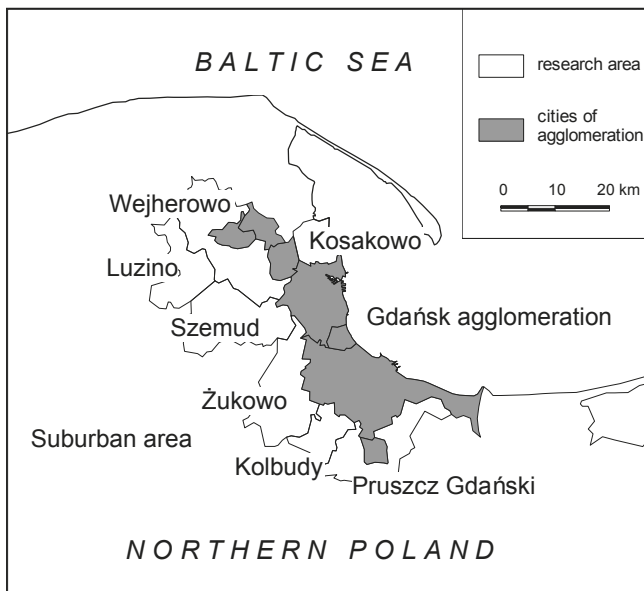 BALTIC SEA
research area
cities of
agglomeration
0 10 20 km
Wejherowo
Kosakowo
Luzino
Szemud
Gdańsk agglomeration
Żukowo
Suburban area
Kolbudy
Pruszcz Gdański
NORTHERN POLAND